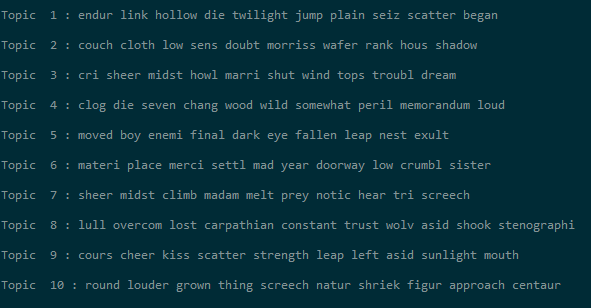 Topic  1 : endur link hollow die twilight jump plain seiz scatter began
Topic  2 : couch cloth low sens doubt morriss wafer rank hous shadow
Topic  3 : cri sheer midst howl marri shut wind tops troubl dream
Topic  4 : clog die seven chang wood wild somewhat peril memorandum loud
Topic  5 : moved boy enemi final dark eye fallen leap nest exult
Topic  6 : materi place merci settl mad year doorway low crumbl sister
Topic  7 : sheer midst climb madam melt prey notic hear tri screech
Topic  8 : lull overcom lost carpathian constant trust wolv asid shook stenographi
Topic  9 : cours cheer kiss scatter strength leap left asid sunlight mouth
Topic  10 : round louder grown thing screech natur shriek figur approach centaur